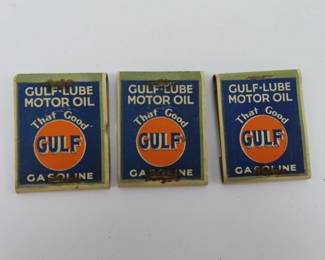 GULF-LUBE
MOTOR OIL
That Good
GULF
GASOLINE
GULF-LUBE
MOTOR OIL
That Good
GULF
GASOLINE
GULF-LUBE
MOTOR OIL
That Good
GULF
GASOLINE